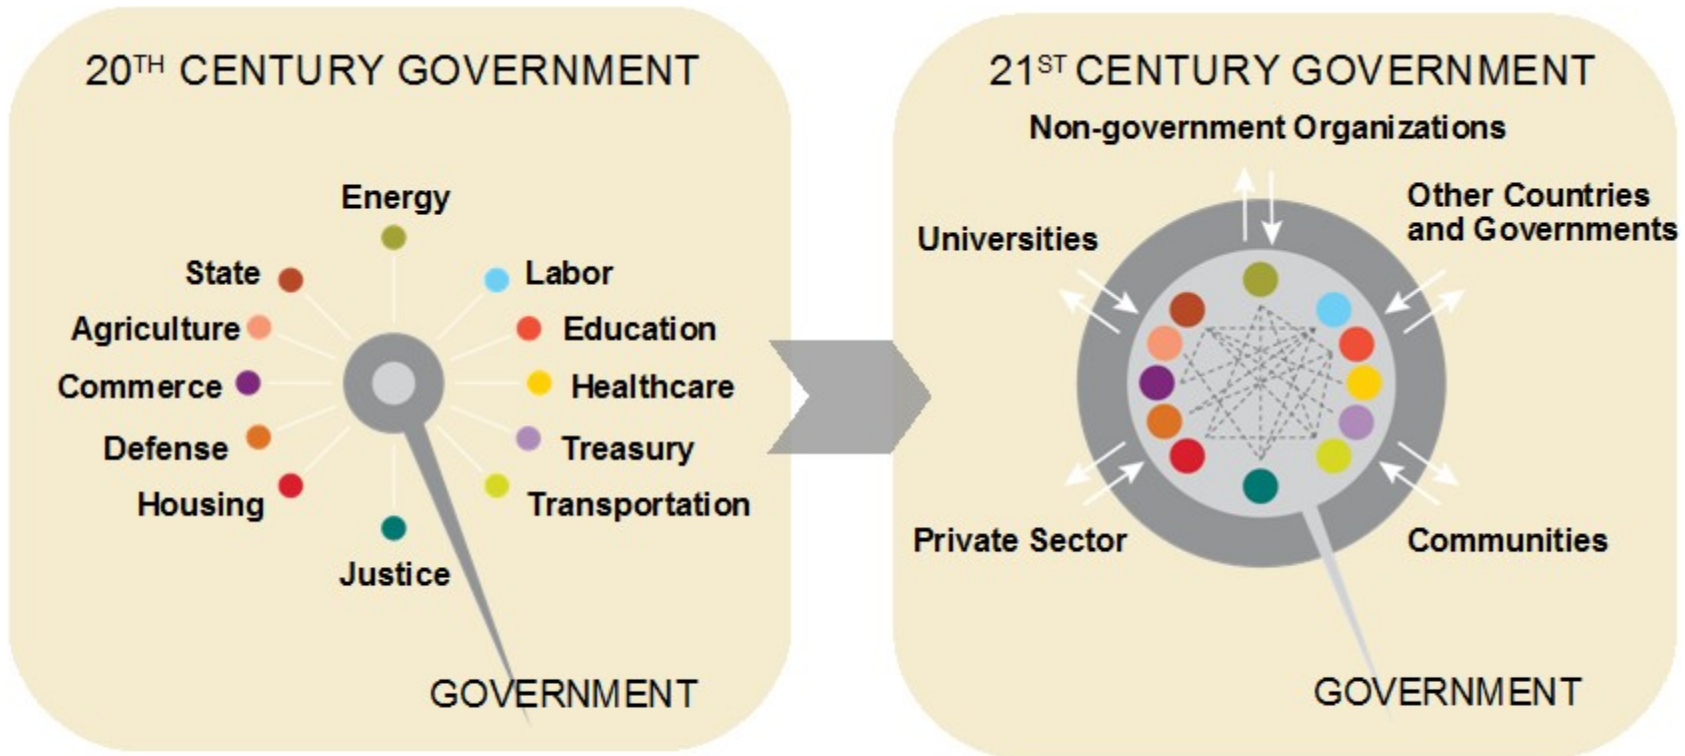 20TH CENTURY GOVERNMENT
Energy
State
Labor
Agriculture
Education
Commerce
Healthcare
Defense
Treasury
Housing
Transportation
Justice
GOVERNMENT
21ST CENTURY GOVERNMENT
Non-government Organizations
Other Countries
and Governments
Universities
Private Sector
Communities
GOVERNMENT